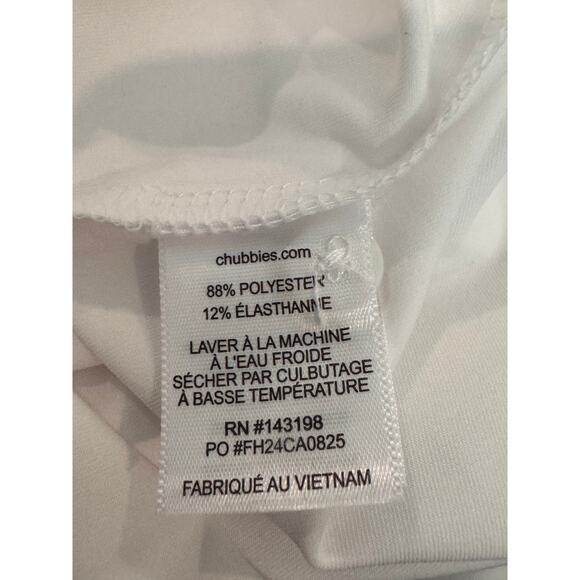 chubbies.com
88% POLYESTER
12% ÉLASTHANNE
LAVER À LA MACHINE
À L'EAU FROIDE
SÉCHER PAR CULBUTAGE
À BASSE TEMPÉRATURE
RN #143198
PO #FH24CA0825
FABRIQUÉ AU VIETNAM